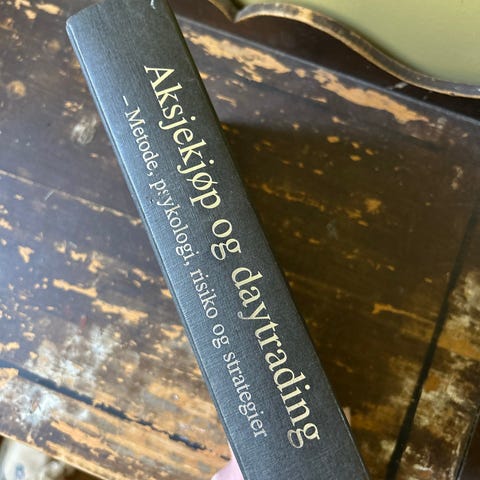 Aksjekjøp og daytrading
–Metode, psykologi, risiko og strategier